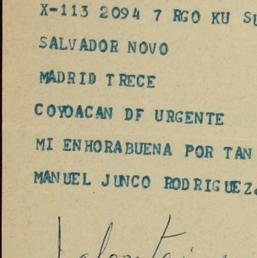 X-113 2094 7 RGO KU SU
SALVADOR NOVO
MADRID TRECE
COYOACAN DF URGENTE
MI ENHORABUENA POR TAN
MANUEL JUNCO RODRIGUEZ.